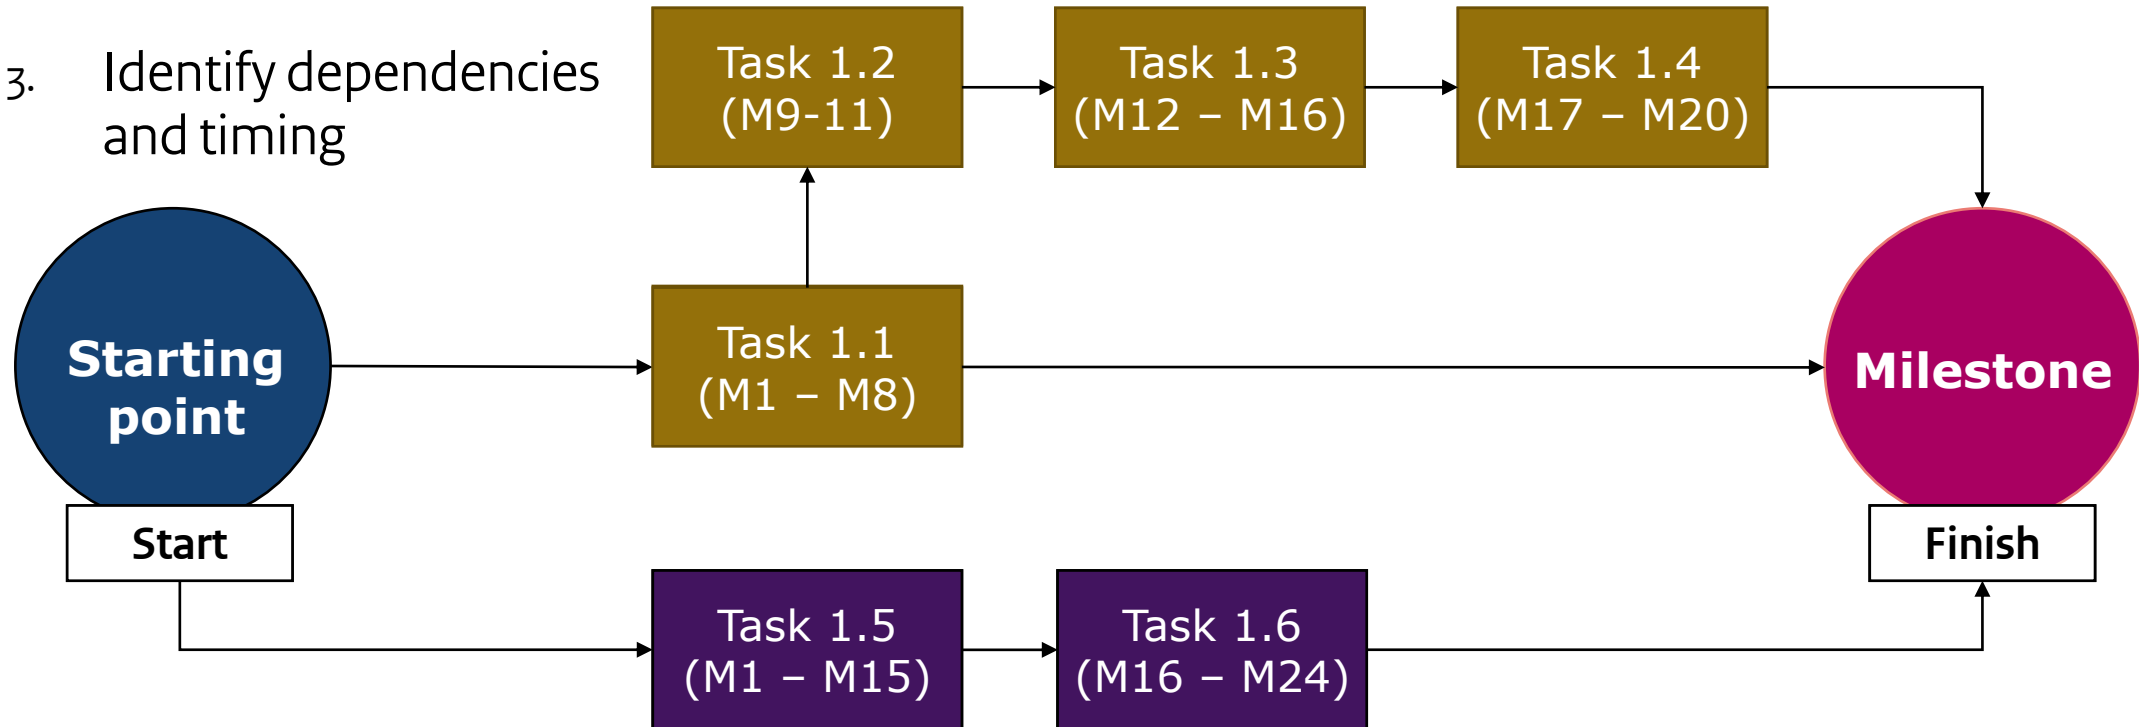 3. Identify dependencies
and timing
Task 1.2
(M9-11)
Task 1.3
(M12 – M16)
Task 1.4
(M17 – M20)
Starting
point
Start
Task 1.1
(M1 – M8)
Milestone
Finish
Task 1.5
(M1 – M15)
Task 1.6
(M16 – M24)